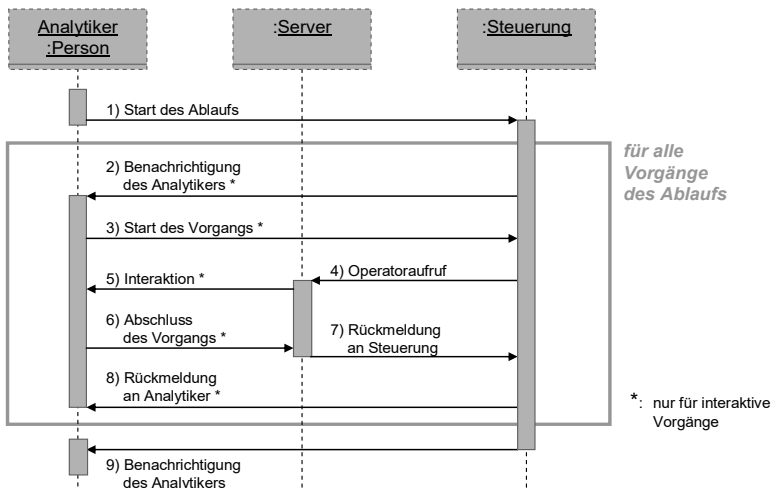 Analytiker
:Person
:Server
:Steuerung
1) Start des Ablaufs
für alle
Vorgänge
des Ablaufs
2) Benachrichtigung
des Analytikers *
3) Start des Vorgangs *
4) Operatoraufruf
5) Interaktion *
6) Abschluss
des Vorgangs *
7) Rückmeldung
an Steuerung
8) Rückmeldung
an Analytiker *
*: nur für interaktive
Vorgänge
9) Benachrichtigung
des Analytikers